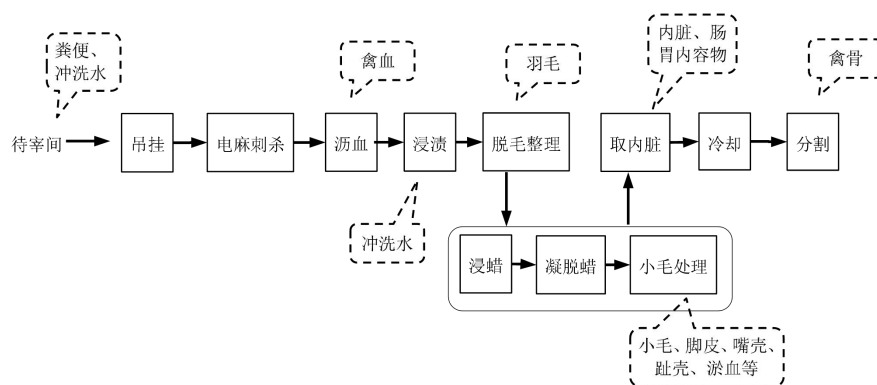 粪便、
冲洗水
禽血
羽毛
内脏、肠
胃内容物
禽骨
待宰间
吊挂
电麻刺杀
沥血
浸渍
脱毛整理
取内脏
冷却
分割
冲洗水
浸蜡
凝脱蜡
小毛处理
小毛、脚皮、嘴壳、
趾壳、淤血等